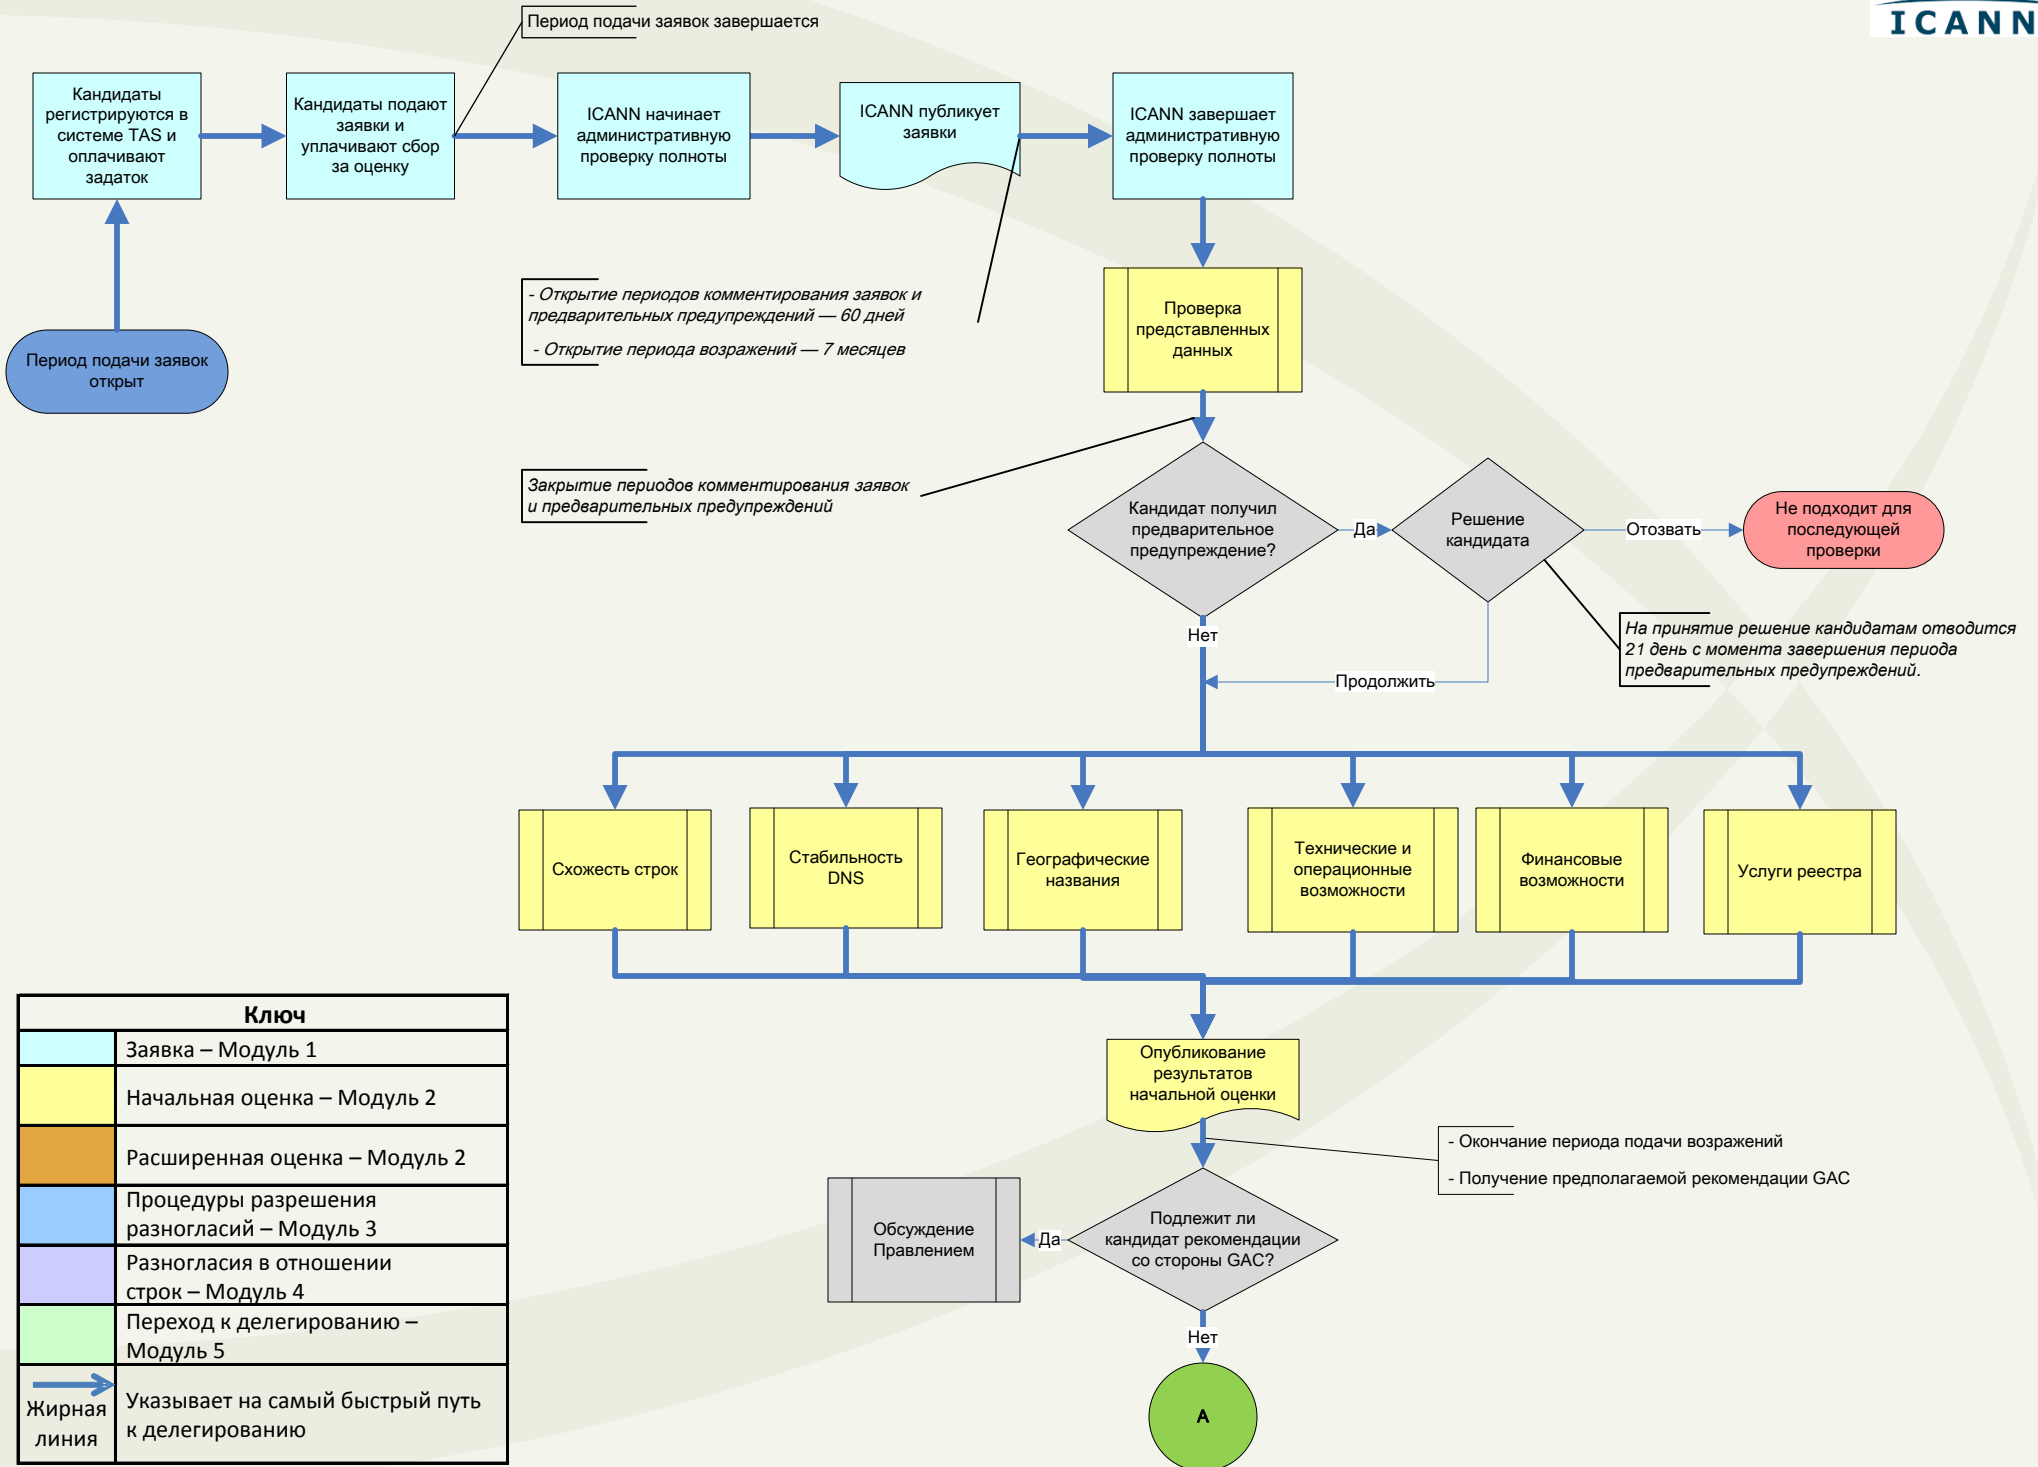 ICANN
Период подачи заявок завершается
Кандидаты
регистрируются в
системе TAS и
оплачивают
задаток
Кандидаты подают
заявки и
уплачивают сбор
за оценку
ICANN начинает
административную
проверку полноты
ICANN публикует
заявки
ICANN завершает
административную
проверку полноты
Период подачи заявок
открыт
- Открытие периодов комментирования заявок и
предварительных предупреждений — 60 дней
- Открытие периода возражений — 7 месяцев
Проверка
представленных
данных
Закрытие периодов комментирования заявок
и предварительных предупреждений
Кандидат получил
предварительное
предупреждение?
Да
Решение
кандидата
Отозвать
Не подходит для
последующей
проверки
Нет
На принятие решение кандидатам отводится
21 день с момента завершения периода
предварительных предупреждений.
Продолжить
Схожесть строк
Стабильность
DNS
Географические
названия
Технические и
операционные
возможности
Финансовые
возможности
Услуги реестра
Опубликование
результатов
начальной оценки
- Окончание периода подачи возражений
- Получение предполагаемой рекомендации GAC
Обсуждение
Правлением
Да
Подлежит ли
кандидат рекомендации
со стороны GAC?
Нет
A
Ключ
Заявка – Модуль 1
Начальная оценка – Модуль 2
Расширенная оценка – Модуль 2
Процедуры разрешения
разногласий – Модуль 3
Разногласия в отношении
строк – Модуль 4
Переход к делегированию –
Модуль 5
Жирная
линия
Указывает на самый быстрый путь
к делегированию